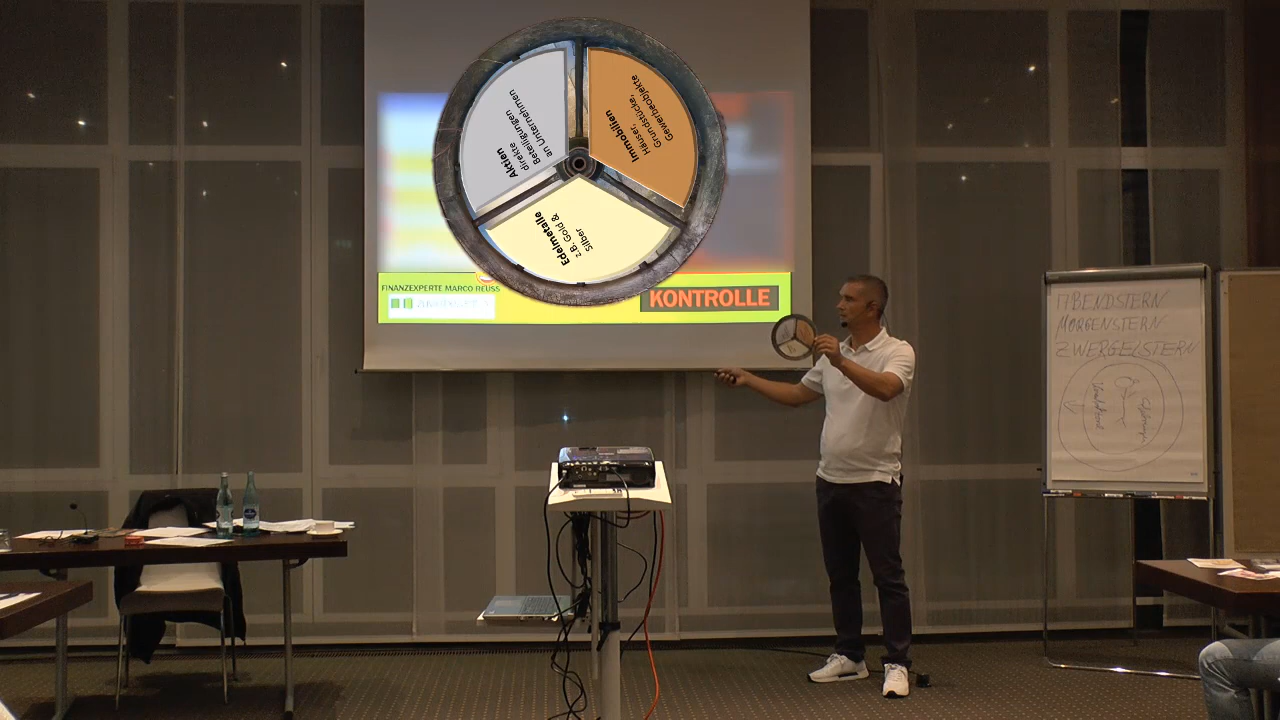 Aktien
direkte
Beteiligungen
an Unternehmen
Immobilien
Häuser,
Grundstücke,
Gewerbeobjekte
Edelmetalle
z.B. Gold &
Silber
FINANZEXPERTE MARCO REUSS
KONTROLLE
ABENDSTERN
MORGENSTERN
ZWERGELSTERN